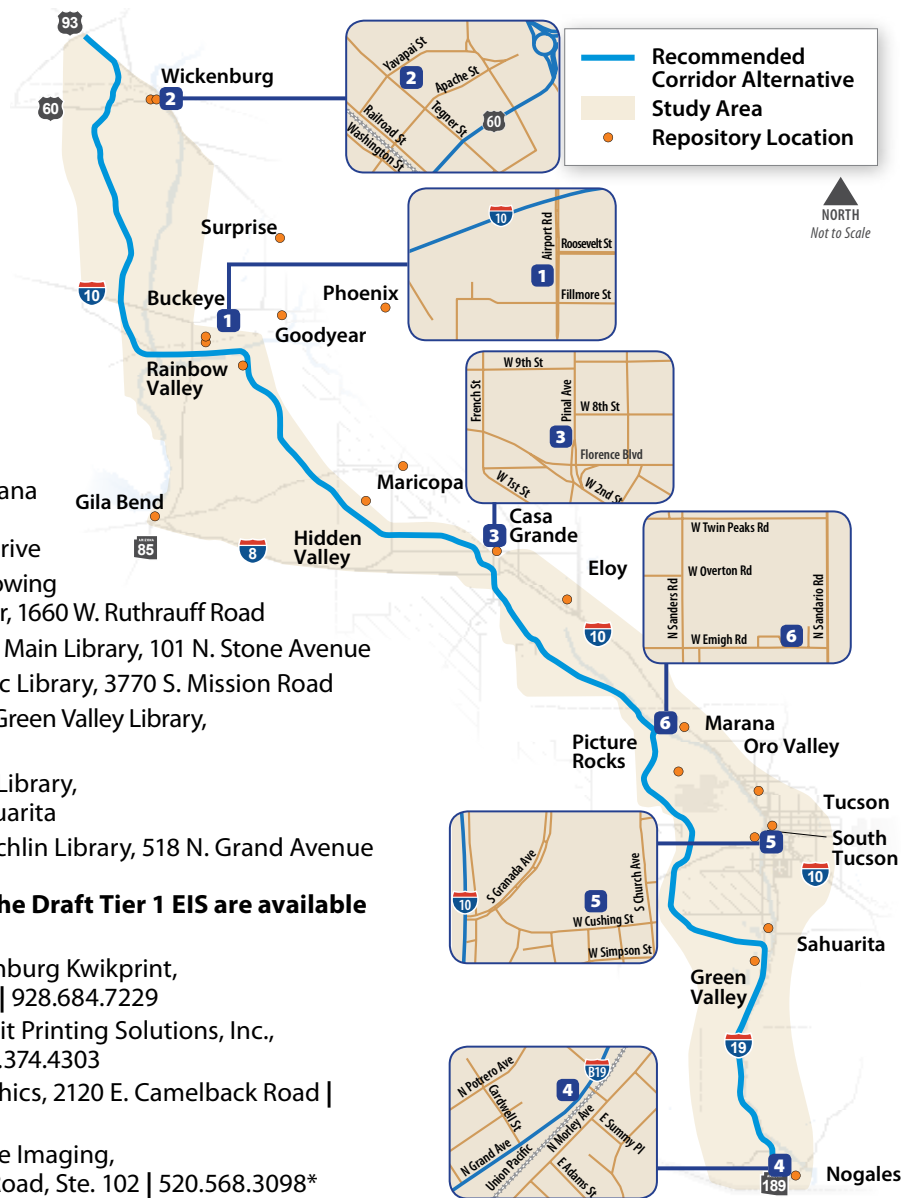 93
Wickenburg
2
60
Yavapai St
2
Apache St
Tegner St
Railroad St
Washington St
60
Recommended
Corridor Alternative
Study Area
Repository Location
NORTH
Not to Scale
Surprise
10
Buckeye
1
Phoenix
Goodyear
Rainbow
Valley
10
Airport Rd
Roosevelt St
1
Fillmore St
W 9th St
French St
Pinal Ave
W 8th St
3
Florence Blvd
W 1st St
W 2nd St
Maricopa
Gila Bend
85
8
Hidden
Valley
3
Casa
Grande
Eloy
10
W Twin Peaks Rd
W Overton Rd
N Sanders Rd
N Sandario Rd
W Emigh Rd
6
6
Marana
Oro Valley
Picture
Rocks
Tucson
South
Tucson
5
10
S Granada Ave
S Church Ave
10
5
W Cushing St
W Simpson St
Sahuarita
Green
Valley
19
N Potrero Ave
Cardwell St
4
B19
N Grand Ave
Union Pacific
N Morley Ave
E Summy Pl
E Adams St
4
189
Nogales
ana
rive
owing
r, 1660 W. Ruthrauff Road
Main Library, 101 N. Stone Avenue
c Library, 3770 S. Mission Road
Green Valley Library,
Library,
uarita
chlin Library, 518 N. Grand Avenue
he Draft Tier 1 EIS are available
nburg Kwikprint,
| 928.684.7229
it Printing Solutions, Inc.,
.374.4303
hics, 2120 E. Camelback Road |
e Imaging,
Road, Ste. 102 | 520.568.3098*